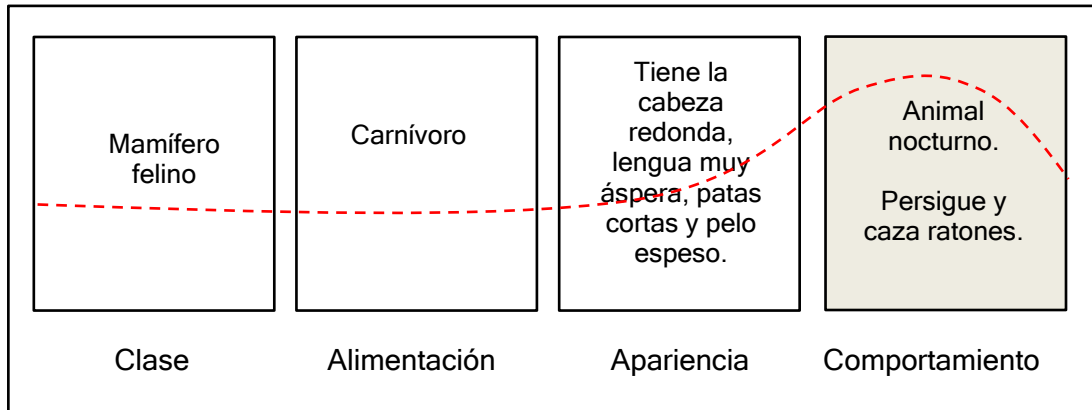 Mamífero
felino
Carnívoro
Tiene la
cabeza
redonda,
lengua muy
áspera, patas
cortas y pelo
espeso.
Animal
nocturno.
Persigue y
caza ratones.
Clase
Alimentación
Apariencia
Comportamiento